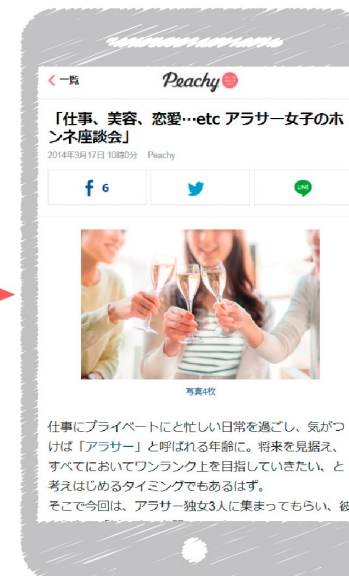 一覧
Peachy
「仕事、美容、恋愛…etc アラサー女子のホ
ンネ座談会」
2014年3月17日 10時0分 Peachy
6
LINE
写真4枚
仕事にプライベートにと忙しい日常を過ごし、気がつ
けば「アラサー」と呼ばれる年齢に。将来を見据え、
すべてにおいてワンランク上を目指していきたい、と
考えはじめるタイミングでもあるはず。
そこで今回は、アラサー独女3人に集まってもらい、彼